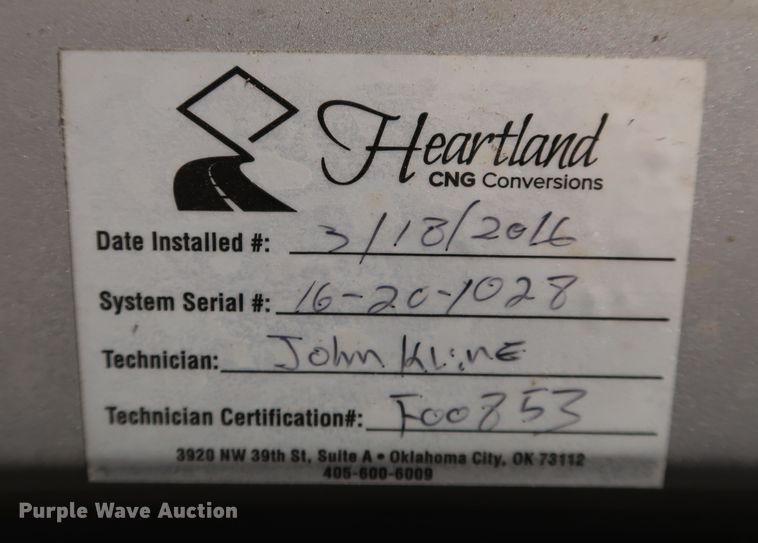 Heartland
CNG Conversions
Date Installed #: 3/18/2016
System Serial #: 16-20-1028
Technician: John Kline
Technician Certification#: F00853
3920 NW 39th St, Suite A • Oklahoma City, OK 73112
405-600-6009
Purple Wave Auction